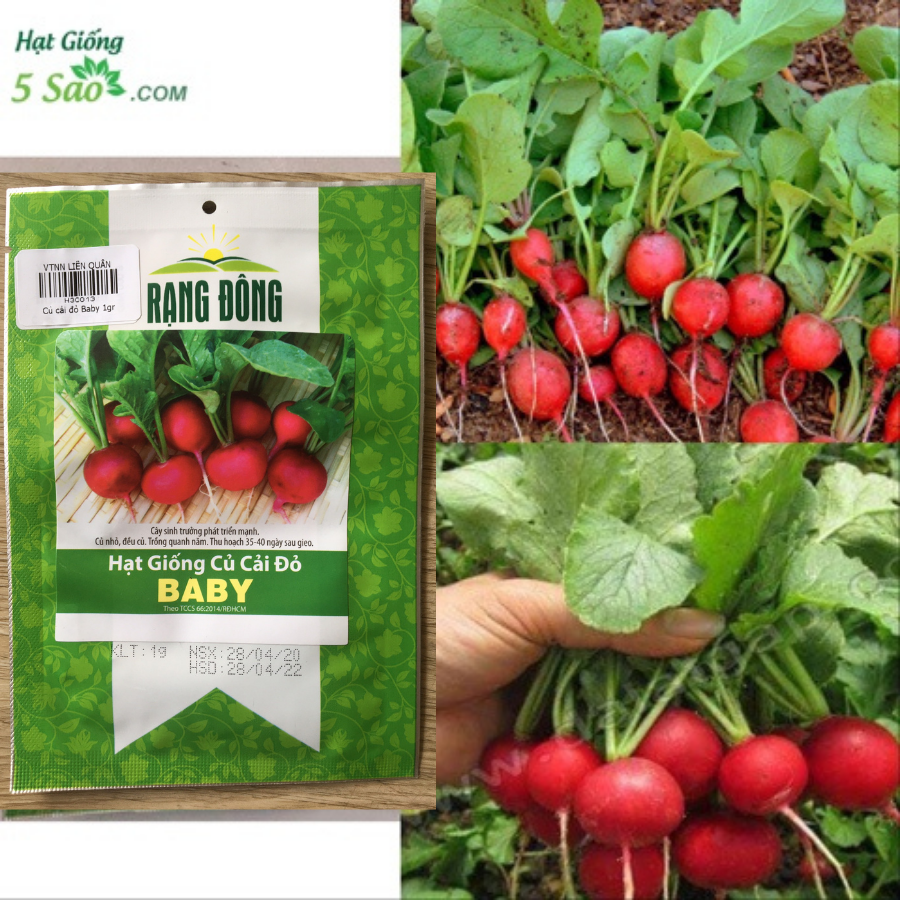 Hạt Giống
5 Sao .COM
VTNN LIÊN QUÂN
H3C013
Củ cải đỏ Baby 1gr
RẠNG ĐÔNG
Cây sinh trưởng phát triển mạnh.
Củ nhỏ, đều củ. Trồng quanh năm. Thu hoạch 35-40 ngày sau gieo.
Hạt Giống Củ Cải Đỏ
BABY
Theo TCCS 66:2014/RĐHCM
KLT: 1g NSX: 28/04/20
HSD: 28/04/22